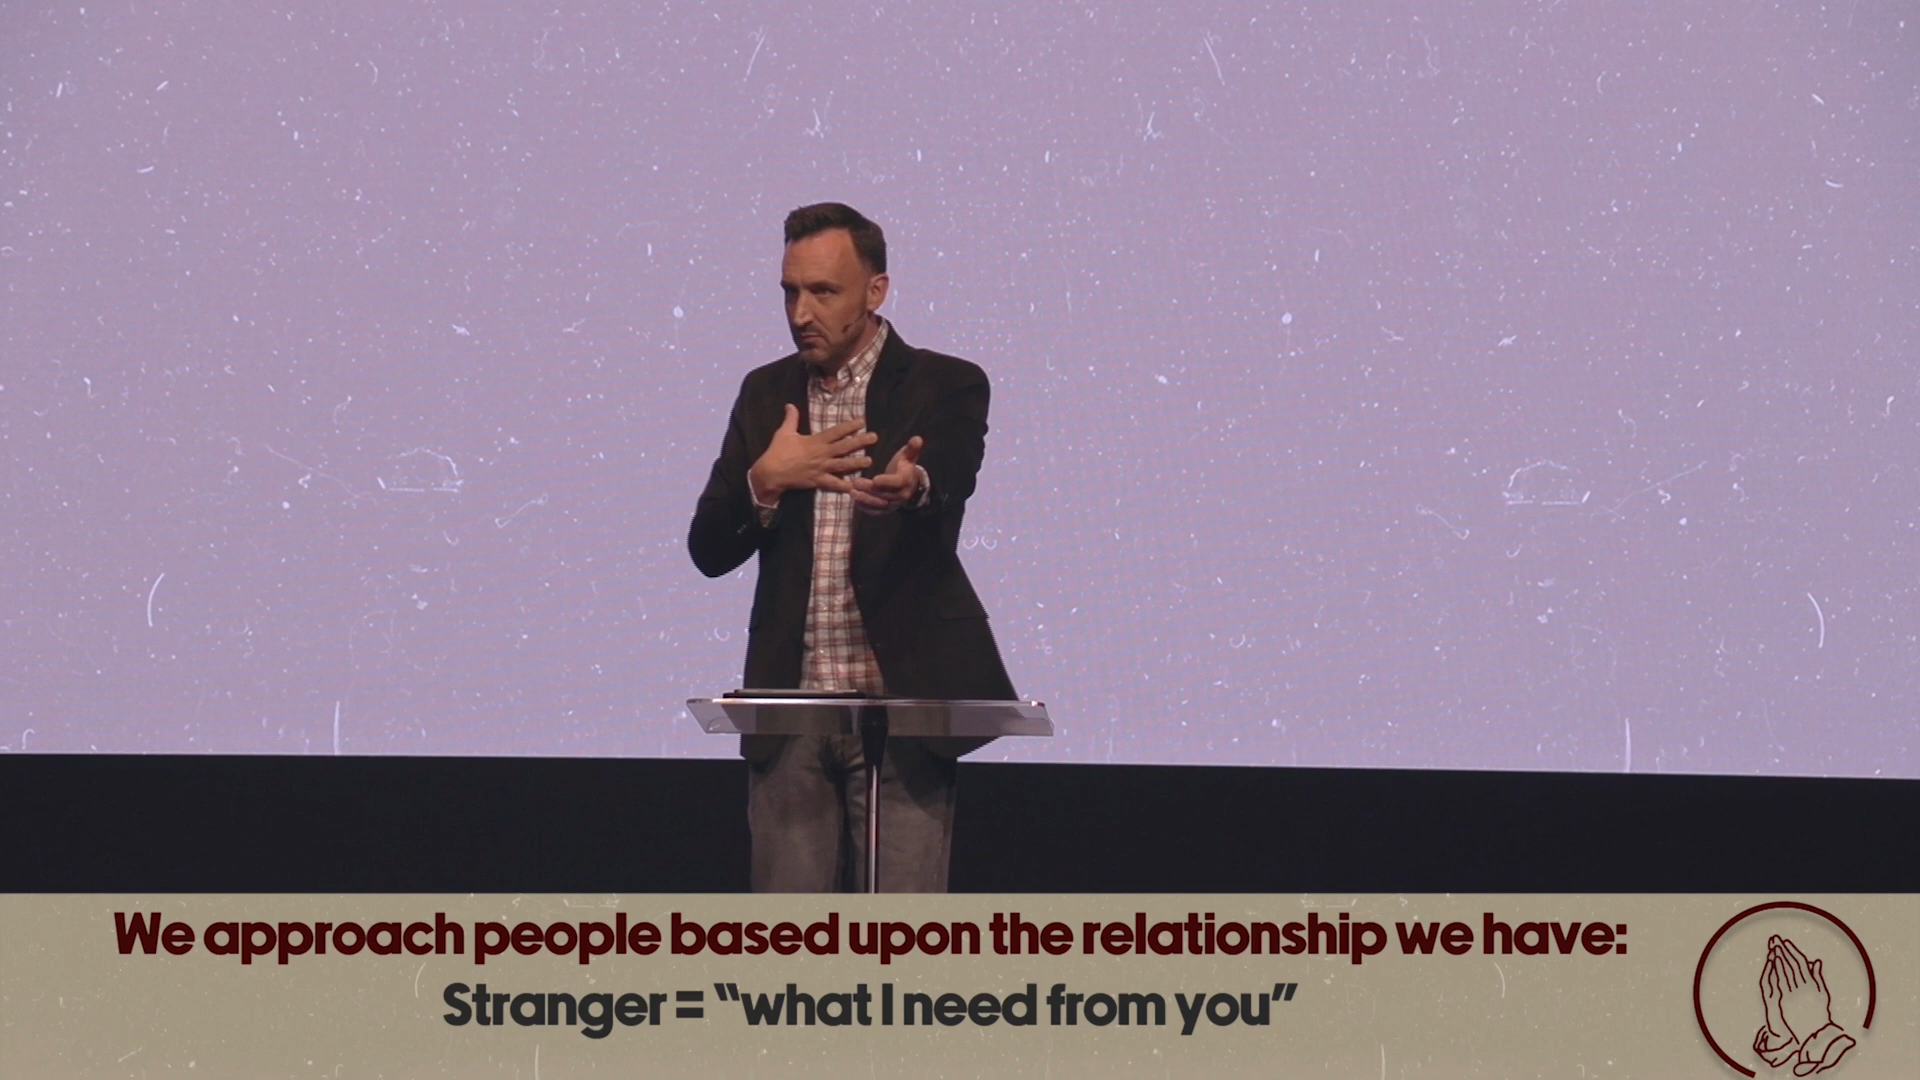 We approach people based upon the relationship we have:
Stranger = “what I need from you”